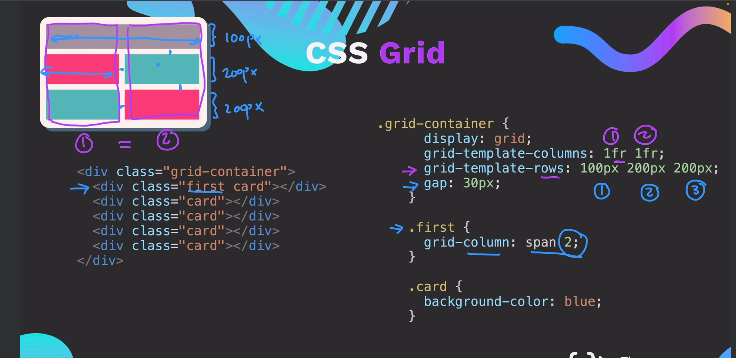 100px
200px
200px
① = ②
CSS Grid
<div class="grid-container">
<div class="first card"></div>
<div class="card"></div>
<div class="card"></div>
<div class="card"></div>
<div class="card"></div>
</div>
.grid-container {
display: grid;
① ②
grid-template-columns: 1fr 1fr;
grid-template-rows: 100px 200px 200px;
gap: 30px;
① ② ③
}
.first {
grid-column: span 2;
}
.card {
background-color: blue;
}